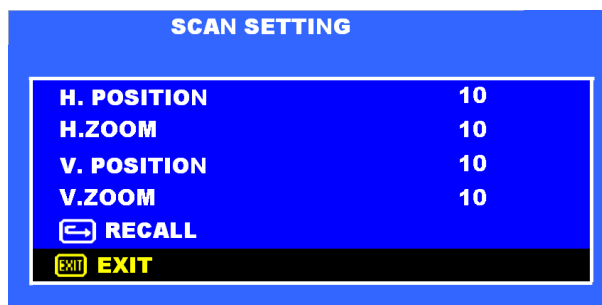 SCAN SETTING
H. POSITION 10
H.ZOOM 10
V. POSITION 10
V.ZOOM 10
RECALL
EXIT EXIT